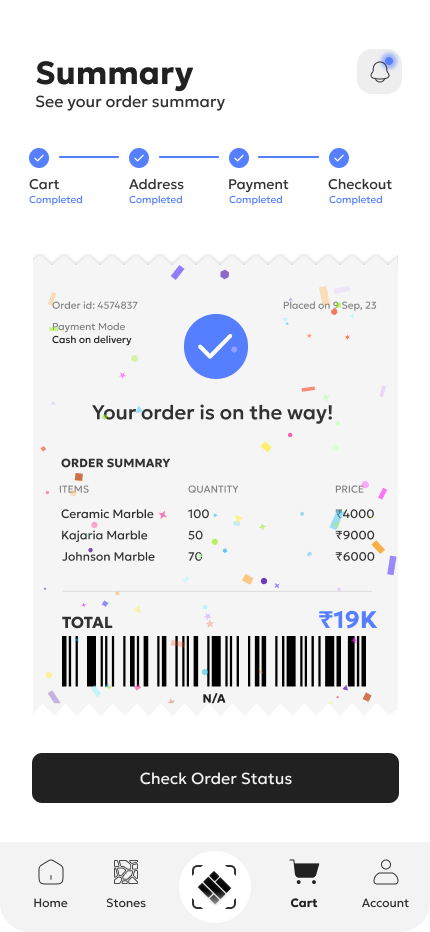 Summary
See your order summary
Cart Address Payment Checkout
Completed Completed Completed Completed
Order id: 4574837 Placed on 9 Sep, 23
Payment Mode
Cash on delivery
Your order is on the way!
ORDER SUMMARY
ITEMS QUANTITY PRICE
Ceramic Marble 100 ₹4000
Kajaria Marble 50 ₹9000
Johnson Marble 70 ₹6000
TOTAL ₹19K
N/A
Check Order Status
Home Stones Cart Account